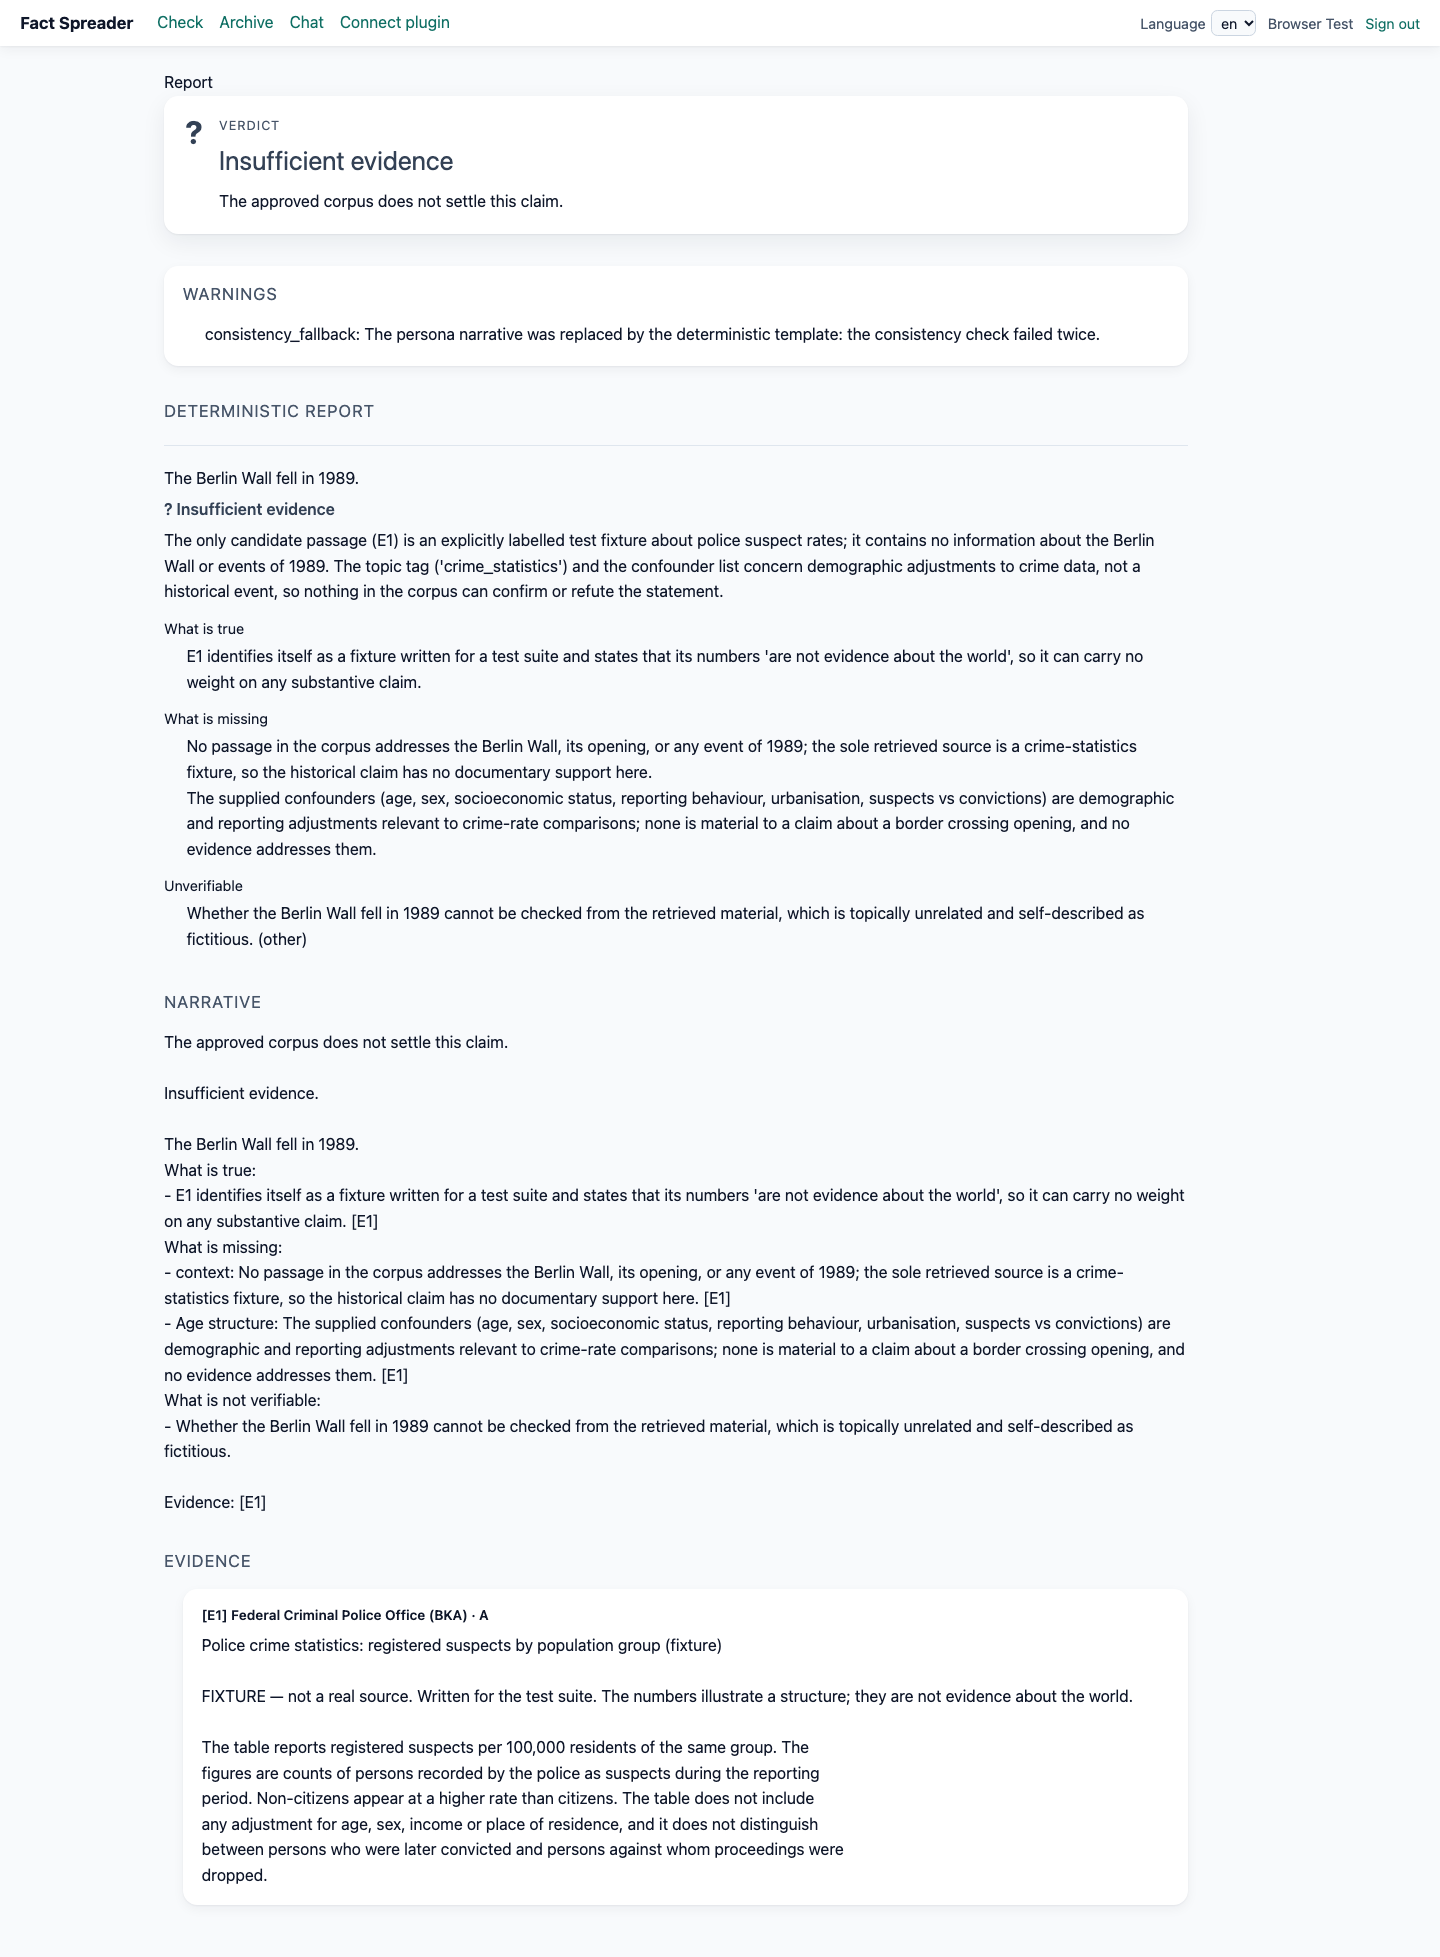 Fact Spreader Check Archive Chat Connect plugin Language en Browser Test Sign out
Report
? VERDICT
Insufficient evidence
The approved corpus does not settle this claim.
WARNINGS
consistency_fallback: The persona narrative was replaced by the deterministic template: the consistency check failed twice.
DETERMINISTIC REPORT
The Berlin Wall fell in 1989.
? Insufficient evidence
The only candidate passage (E1) is an explicitly labelled test fixture about police suspect rates; it contains no information about the Berlin
Wall or events of 1989. The topic tag ('crime_statistics') and the confounder list concern demographic adjustments to crime data, not a
historical event, so nothing in the corpus can confirm or refute the statement.
What is true
E1 identifies itself as a fixture written for a test suite and states that its numbers 'are not evidence about the world', so it can carry no
weight on any substantive claim.
What is missing
No passage in the corpus addresses the Berlin Wall, its opening, or any event of 1989; the sole retrieved source is a crime-statistics
fixture, so the historical claim has no documentary support here.
The supplied confounders (age, sex, socioeconomic status, reporting behaviour, urbanisation, suspects vs convictions) are demographic
and reporting adjustments relevant to crime-rate comparisons; none is material to a claim about a border crossing opening, and no
evidence addresses them.
Unverifiable
Whether the Berlin Wall fell in 1989 cannot be checked from the retrieved material, which is topically unrelated and self-described as
fictitious. (other)
NARRATIVE
The approved corpus does not settle this claim.
Insufficient evidence.
The Berlin Wall fell in 1989.
What is true:
- E1 identifies itself as a fixture written for a test suite and states that its numbers 'are not evidence about the world', so it can carry no weight
on any substantive claim. [E1]
What is missing:
- context: No passage in the corpus addresses the Berlin Wall, its opening, or any event of 1989; the sole retrieved source is a crime-
statistics fixture, so the historical claim has no documentary support here. [E1]
- Age structure: The supplied confounders (age, sex, socioeconomic status, reporting behaviour, urbanisation, suspects vs convictions) are
demographic and reporting adjustments relevant to crime-rate comparisons; none is material to a claim about a border crossing opening, and
no evidence addresses them. [E1]
What is not verifiable:
- Whether the Berlin Wall fell in 1989 cannot be checked from the retrieved material, which is topically unrelated and self-described as
fictitious.
Evidence: [E1]
EVIDENCE
[E1] Federal Criminal Police Office (BKA) · A
Police crime statistics: registered suspects by population group (fixture)
FIXTURE — not a real source. Written for the test suite. The numbers illustrate a structure; they are not evidence about the world.
The table reports registered suspects per 100,000 residents of the same group. The
figures are counts of persons recorded by the police as suspects during the reporting
period. Non-citizens appear at a higher rate than citizens. The table does not include
any adjustment for age, sex, income or place of residence, and it does not distinguish
between persons who were later convicted and persons against whom proceedings were
dropped.